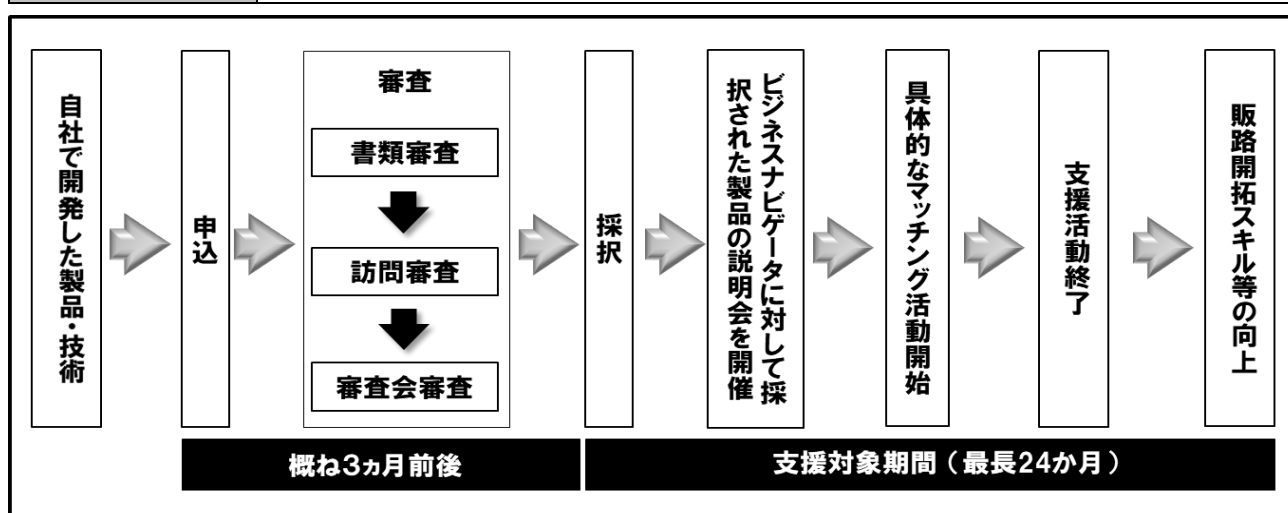 自社で開発した製品・技術
申込
審査
書類審査
訪問審査
審査会審査
採択
ビジネスナビゲータに対して採
択された製品の説明会を開催
具体的なマッチング活動開始
支援活動終了
販路開拓スキル等の向上
概ね3ヵ月前後
支援対象期間（最長24か月）